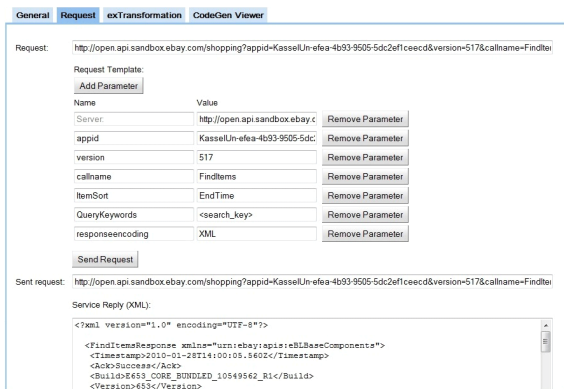 General Request exTransformation CodeGen Viewer
Request: http://open.api.sandbox.ebay.com/shopping?appid=KasselUn-efea-4b93-9505-5dc2ef1ceecd&version=517&callname=FindIte
Request Template:
Add Parameter
Name Value
Server: http://open.api.sandbox.ebay.c Remove Parameter
appid KasselUn-efea-4b93-9505-5dc2 Remove Parameter
version 517 Remove Parameter
callname FindItems Remove Parameter
ItemSort EndTime Remove Parameter
QueryKeywords <search_key> Remove Parameter
responseencoding XML Remove Parameter
Send Request
Sent request: http://open.api.sandbox.ebay.com/shopping?appid=KasselUn-efea-4b93-9505-5dc2ef1ceecd&version=517&callname=FindIte
Service Reply (XML):
<?xml version="1.0" encoding="UTF-8"?>
<FindItemsResponse xmlns="urn:ebay:apis:eBLBaseComponents">
<Timestamp>2010-01-28T14:00:05.560Z</Timestamp>
<Ack>Success</Ack>
<Build>E653_CORE_BUNDLED_10549562_R1</Build>
<Version>653</Version>